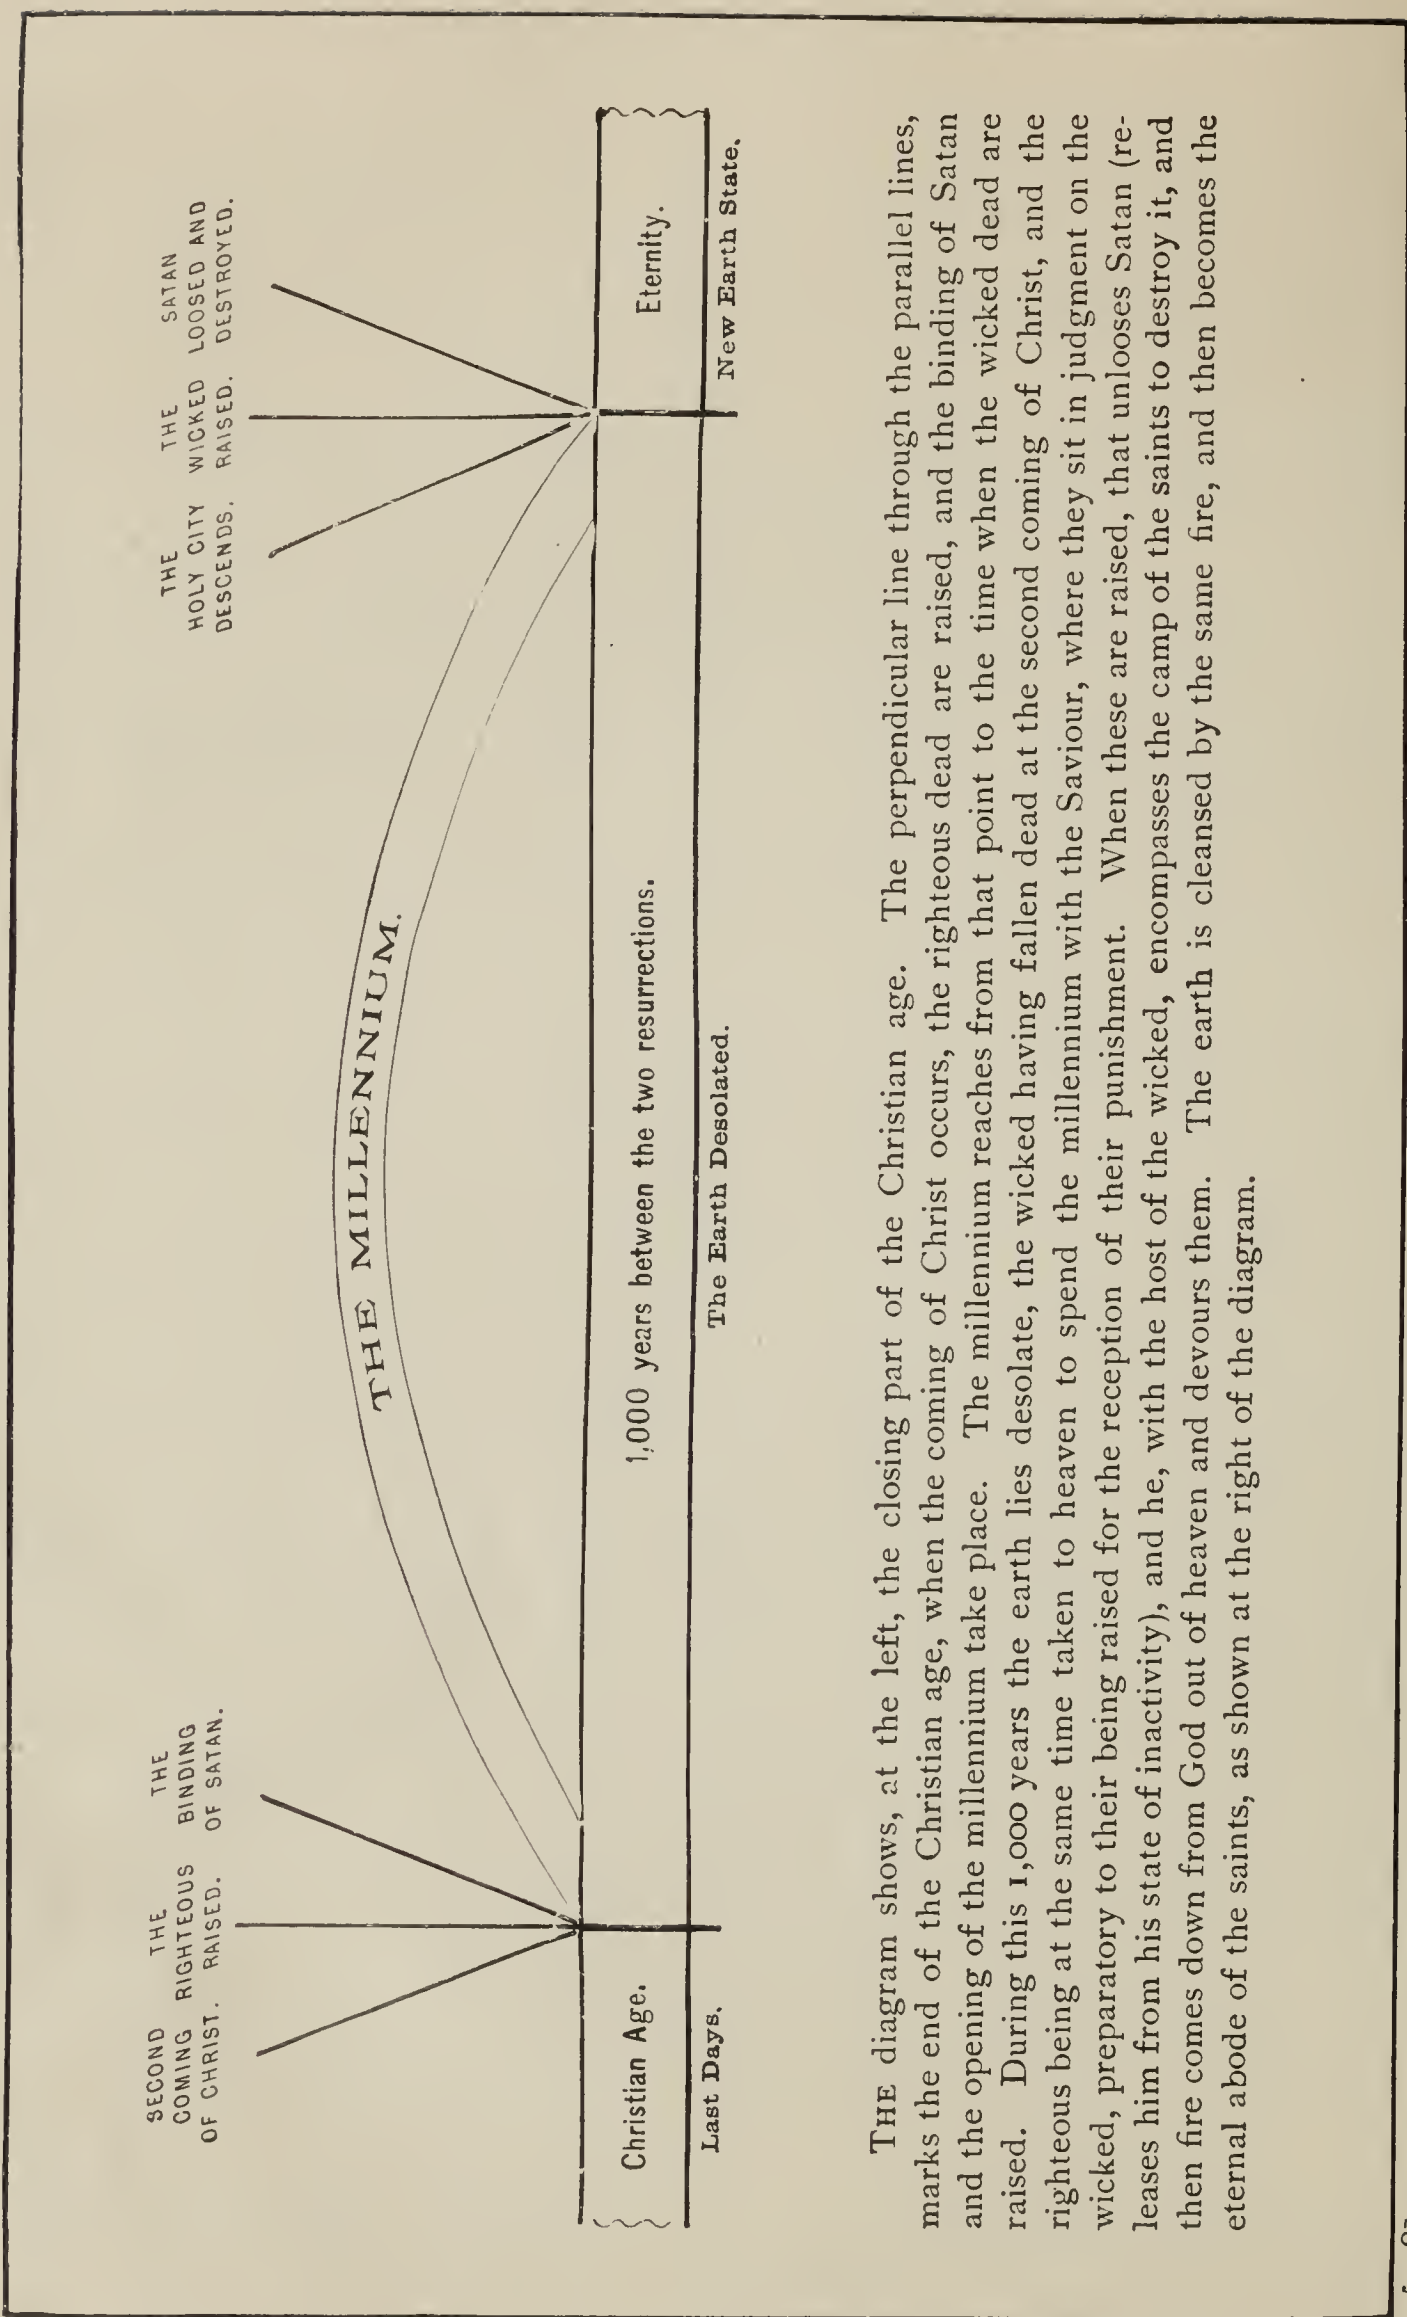 SECOND
COMING
OF CHRIST.
THE
RIGHTEOUS
RAISED.
THE
BINDING
OF SATAN.
THE
HOLY CITY
DESCENDS.
THE
WICKED
RAISED.
SATAN
LOOSED AND
DESTROYED.
THE MILLENNIUM.
Christian Age.
1,000 years between the two resurrections.
Eternity.
Last Days.
The Earth Desolated.
New Earth State.
THE diagram shows, at the left, the closing part of the Christian age. The perpendicular line through the parallel lines,
marks the end of the Christian age, when the coming of Christ occurs, the righteous dead are raised, and the binding of Satan
and the opening of the millennium take place. The millennium reaches from that point to the time when the wicked dead are
raised. During this 1,000 years the earth lies desolate, the wicked having fallen dead at the second coming of Christ, and the
righteous being at the same time taken to heaven to spend the millennium with the Saviour, where they sit in judgment on the
wicked, preparatory to their being raised for the reception of their punishment. When these are raised, that unlooses Satan (re-
leases him from his state of inactivity), and he, with the host of the wicked, encompasses the camp of the saints to destroy it, and
then fire comes down from God out of heaven and devours them. The earth is cleansed by the same fire, and then becomes the
eternal abode of the saints, as shown at the right of the diagram.